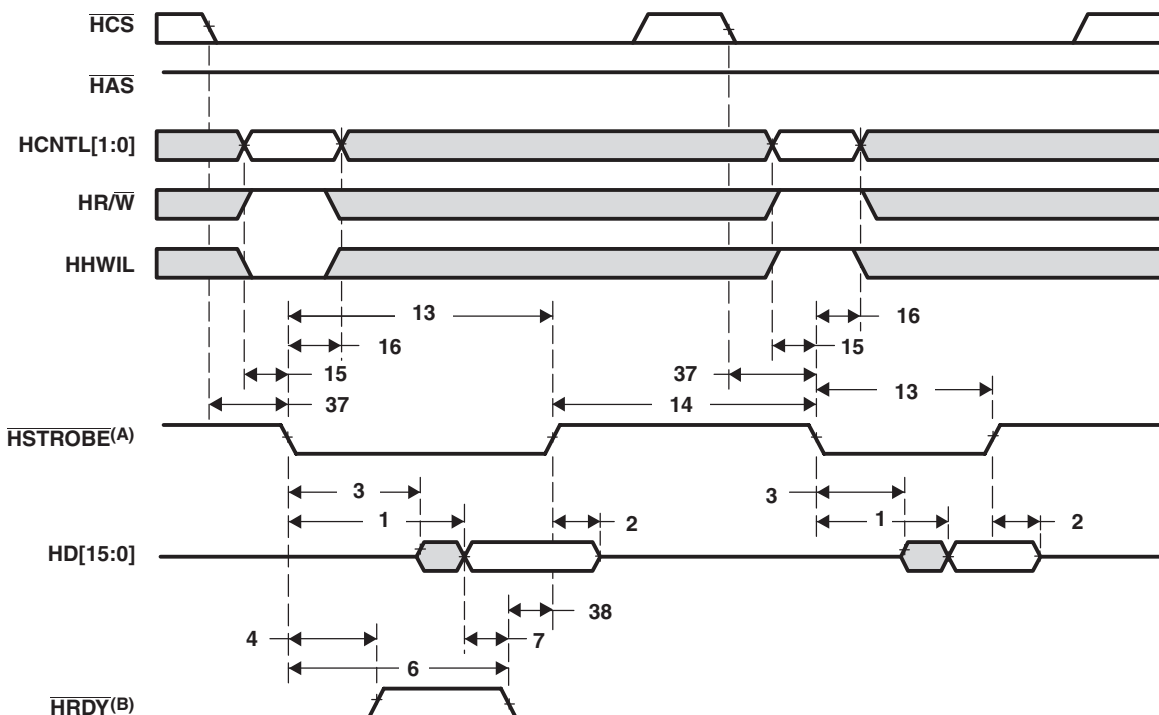 HCS
HAS
HCNTL[1:0]
HR/W
HHWIL
13
16
16
15
15
37
37
13
14
HSTROBE(A)
3
3
1
1
2
2
HD[15:0]
38
4
7
6
HRDY(B)